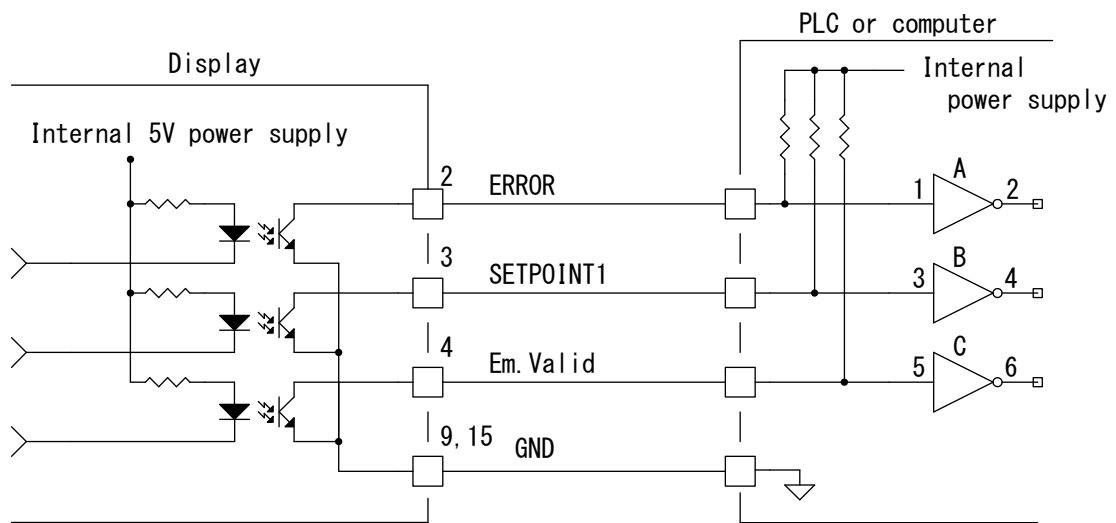 PLC or computer
Display
Internal
power supply
Internal 5V power supply
2
ERROR
1
A
2
3
SETPOINT1
3
B
4
4
Em.Valid
5
C
6
9,15
GND